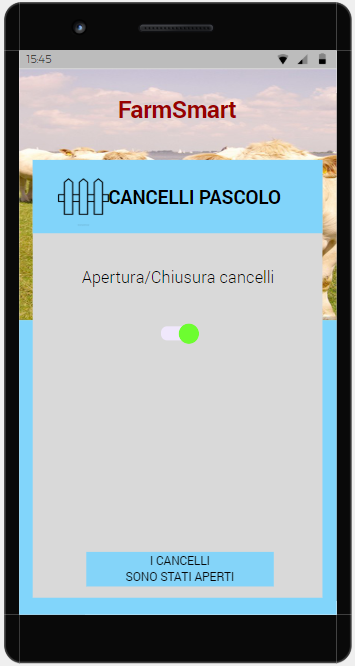 15:45
FarmSmart
CANCELLI PASCOLO
Apertura/Chiusura cancelli
I CANCELLI
SONO STATI APERTI